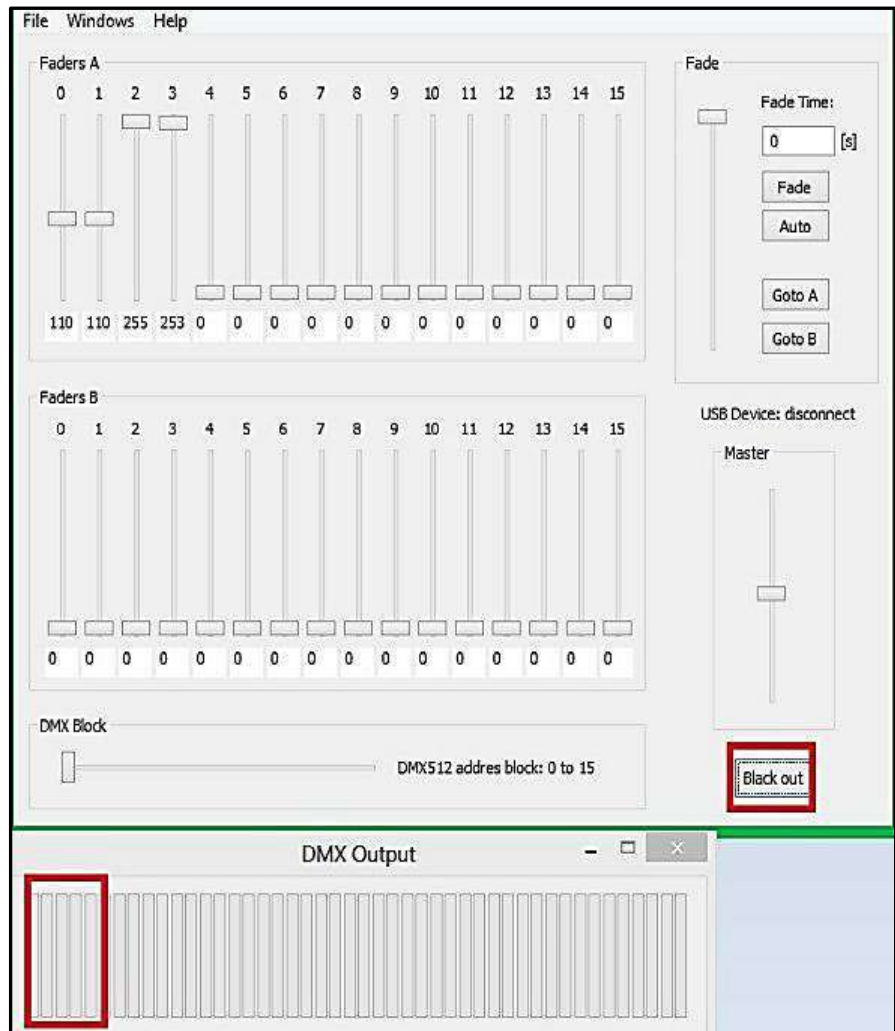 File Windows Help
Faders A
0 1 2 3 4 5 6 7 8 9 10 11 12 13 14 15
110 110 255 253 0 0 0 0 0 0 0 0 0 0 0 0
Fade
Fade Time:
0 [s]
Fade
Auto
Goto A
Goto B
Faders B
0 1 2 3 4 5 6 7 8 9 10 11 12 13 14 15
0 0 0 0 0 0 0 0 0 0 0 0 0 0 0 0
USB Device: disconnect
Master
DMX Block
DMX512 addres block: 0 to 15
Black out
DMX Output